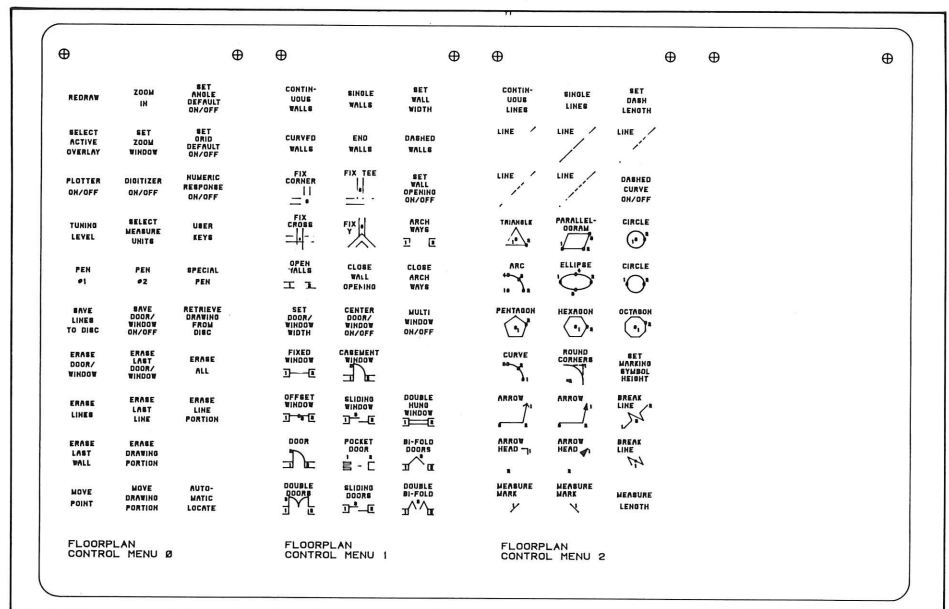 REDRAW
ZOOM
IN
SET
ANGLE
DEFAULT
ON/OFF
SELECT
ACTIVE
OVERLAY
SET
ZOOM
WINDOW
SET
GRID
DEFAULT
ON/OFF
PLOTTER
ON/OFF
DIGITIZER
ON/OFF
NUMERIC
RESPONSE
ON/OFF
TUNING
LEVEL
SELECT
MEASURE
UNITS
USER
KEYS
PEN
#1
PEN
#2
SPECIAL
PEN
SAVE
LINES
TO DISC
SAVE
DOOR/
WINDOW
ON/OFF
RETRIEVE
DRAWING
FROM
DISC
ERASE
DOOR/
WINDOW
ERASE
LAST
DOOR/
WINDOW
ERASE
ALL
ERASE
LINES
ERASE
LAST
LINE
ERASE
LINE
PORTION
ERASE
LAST
WALL
ERASE
DRAWING
PORTION
MOVE
POINT
MOVE
DRAWING
PORTION
AUTO-
MATIC
LOCATE
FLOORPLAN
CONTROL MENU 0
CONTIN-
UOUS
WALLS
SINGLE
WALLS
SET
WALL
WIDTH
CURVED
WALLS
END
WALLS
DASHED
WALLS
FIX
CORNER
FIX TEE
SET
WALL
OPENING
ON/OFF
FIX
CROSS
FIX
Y
ARCH
WAYS
OPEN
WALLS
CLOSE
WALL
OPENING
CLOSE
ARCH
WAYS
SET
DOOR/
WINDOW
WIDTH
CENTER
DOOR/
WINDOW
ON/OFF
MULTI
WINDOW
ON/OFF
FIXED
WINDOW
CASEMENT
WINDOW
OFFSET
WINDOW
SLIDING
WINDOW
DOUBLE
HUNG
WINDOW
DOOR
POCKET
DOOR
BI-FOLD
DOORS
DOUBLE
DOORS
SLIDING
DOORS
DOUBLE
BI-FOLD
FLOORPLAN
CONTROL MENU 1
CONTIN-
UOUS
LINES
SINGLE
LINES
SET
DASH
LENGTH
LINE
LINE
LINE
LINE
LINE
DASHED
CURVE
ON/OFF
TRIANGLE
PARALLEL-
OGRAM
CIRCLE
ARC
ELLIPSE
CIRCLE
PENTAGON
HEXAGON
OCTAGON
CURVE
ROUND
CORNERS
SET
MARKING
SYMBOL
HEIGHT
ARROW
ARROW
BREAK
LINE
ARROW
HEAD
ARROW
HEAD
BREAK
LINE
MEASURE
MARK
MEASURE
MARK
MEASURE
LENGTH
FLOORPLAN
CONTROL MENU 2